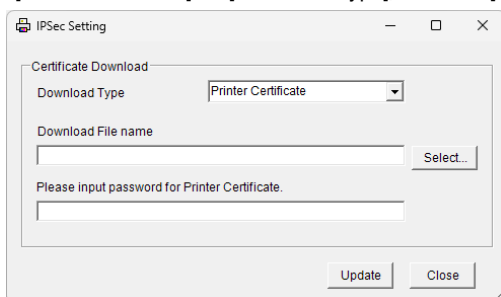 IPSec Setting
Certificate Download
Download Type
Printer Certificate
Download File name
Select...
Please input password for Printer Certificate.
Update
Close